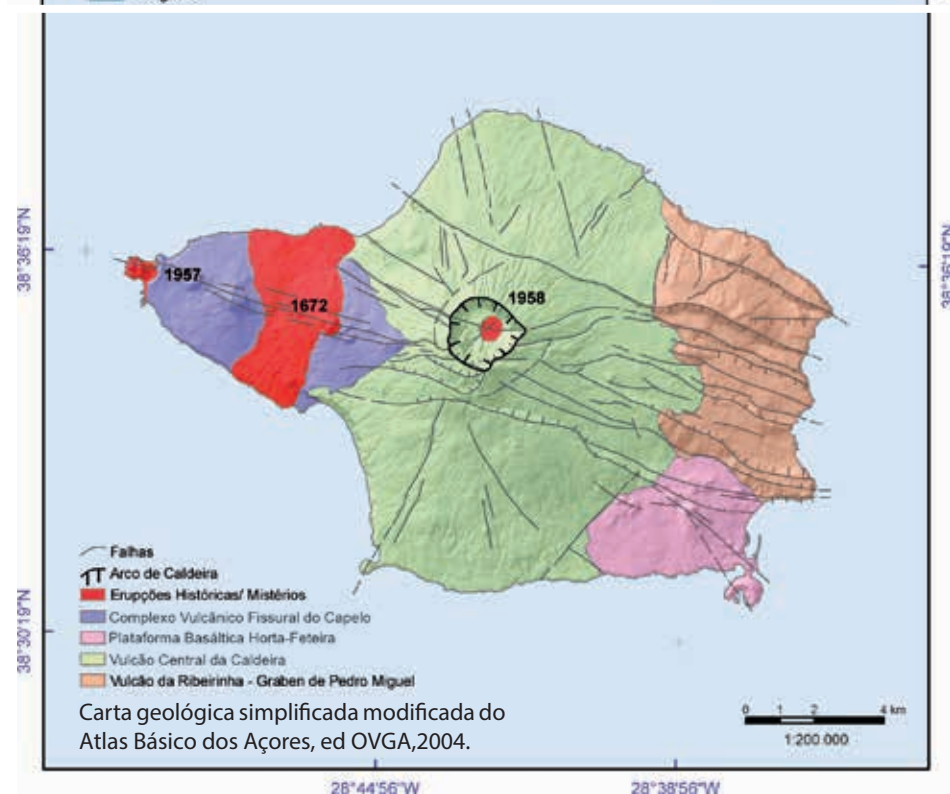 38°36'19"N
38°36'19"N
1957
1672
1958
Falhas
Arco de Caldeira
Erupções Históricas/ Mistérios
Complexo Vulcânico Fissural do Capelo
Plataforma Basáltica Horta-Feteira
Vulcão Central da Caldeira
Vulcão da Ribeirinha - Graben de Pedro Miguel
38°30'19"N
Carta geológica simplificada modificada do
Atlas Básico dos Açores, ed OVGA,2004.
0 1 2 4 km
1:200 000
28°44'56"W
28°38'56"W